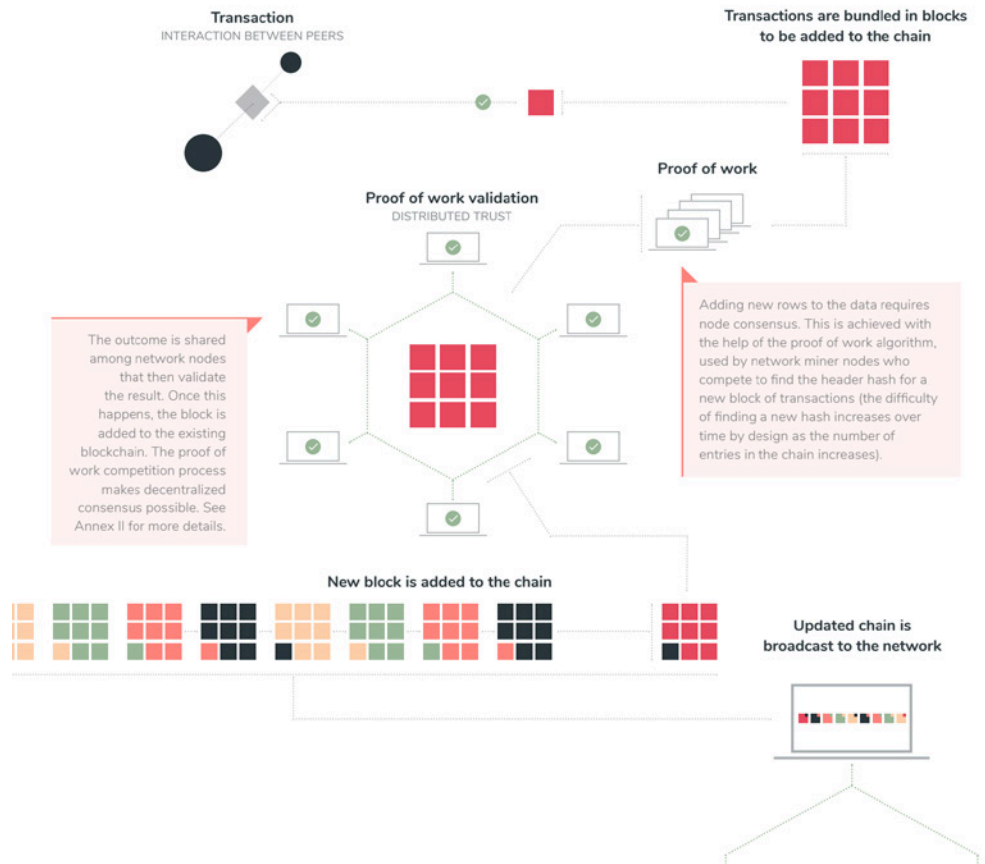 Transaction
INTERACTION BETWEEN PEERS
Transactions are bundled in blocks
to be added to the chain
Proof of work
Proof of work validation
DISTRIBUTED TRUST
Adding new rows to the data requires
node consensus. This is achieved with
the help of the proof of work algorithm,
used by network miner nodes who
compete to find the header hash for a
new block of transactions (the difficulty
of finding a new hash increases over
time by design as the number of
entries in the chain increases).
The outcome is shared
among network nodes
that then validate
the result. Once this
happens, the block is
added to the existing
blockchain. The proof of
work competition process
makes decentralized
consensus possible. See
Annex II for more details.
New block is added to the chain
Updated chain is
broadcast to the network